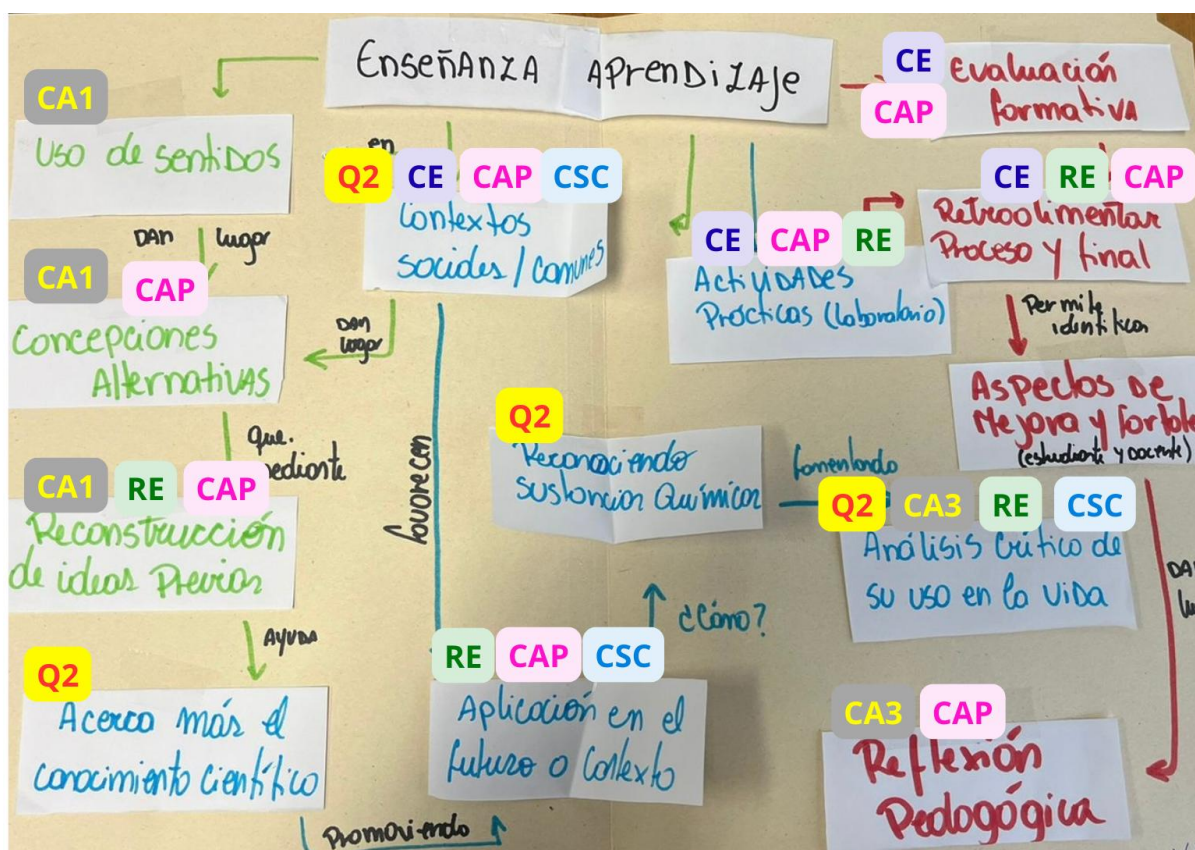 Enseñanza Aprendizaje
CE
CAP
Evaluación
formativa
CA1
Uso de sentidos
en
Q2 CE CAP CSC
Contextos
sociales / comunes
CE CAP RE
Actividades
Prácticas (laboratorio)
CE RE CAP
Retroalimentar
Proceso y final
DAN lugar
CA1 CAP
Concepciones
Alternativas
DAN
lugar
Permite
identificar
Aspectos de
Mejora y fortale
(estudiante y docente)
que
mediante
favorecen
Q2
Reconociendo
sustancias Químicas
fomentando
Q2 CA3 RE CSC
Análisis Crítico de
su uso en la vida
CA1 RE CAP
Reconstrucción
de ideas Previas
¿Cómo?
AYUDA
Q2
Acerca más el
conocimiento científico
RE CAP CSC
Aplicación en el
futuro o Contexto
Promoviendo
CA3 CAP
Reflexión
Pedagógica